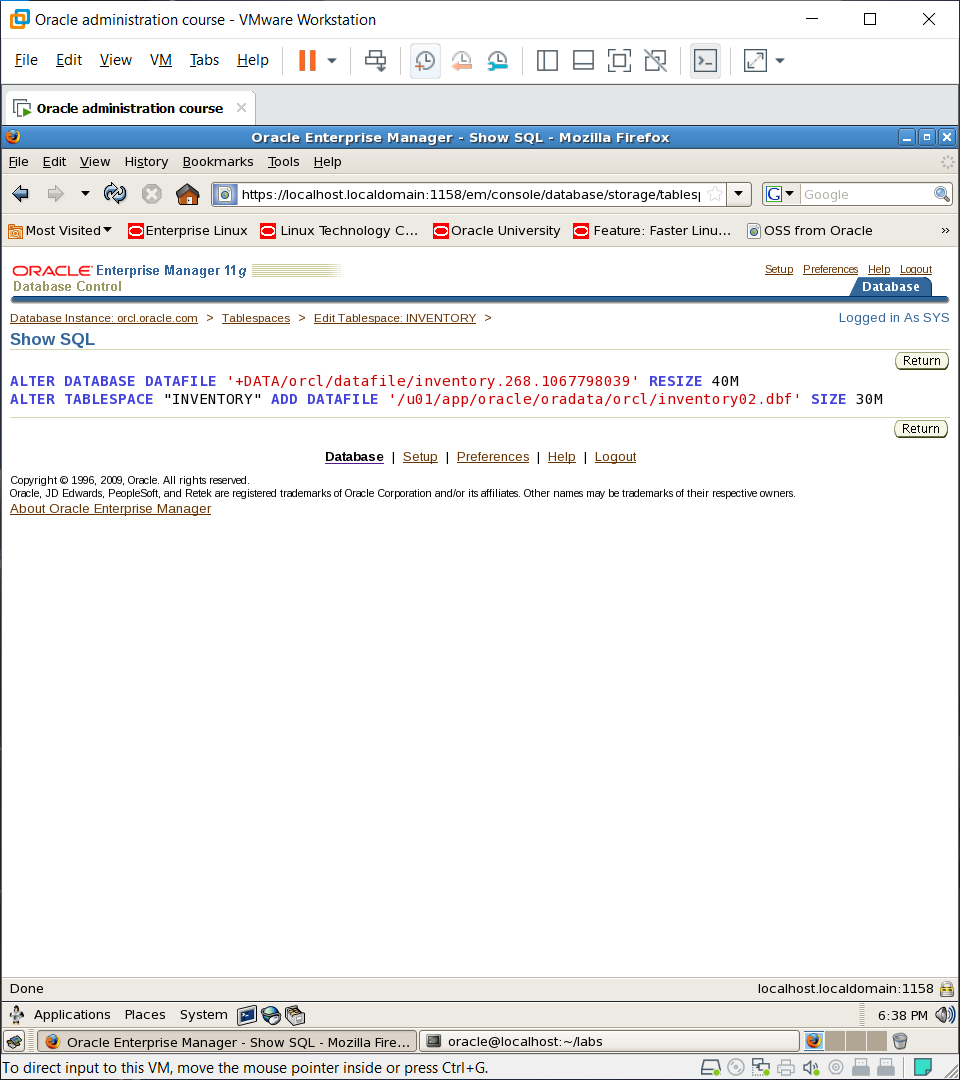 Oracle administration course - VMware Workstation
File Edit View VM Tabs Help
Oracle administration course
Oracle Enterprise Manager - Show SQL - Mozilla Firefox
File Edit View History Bookmarks Tools Help
https://localhost.localdomain:1158/em/console/database/storage/tablesp
Google
Most Visited Enterprise Linux Linux Technology C... Oracle University Feature: Faster Linu... OSS from Oracle »
ORACLE Enterprise Manager 11g
Database Control
Setup Preferences Help Logout
Database
Database Instance: orcl.oracle.com > Tablespaces > Edit Tablespace: INVENTORY >
Logged in As SYS
Show SQL
Return
ALTER DATABASE DATAFILE '+DATA/orcl/datafile/inventory.268.1067798039' RESIZE 40M
ALTER TABLESPACE "INVENTORY" ADD DATAFILE '/u01/app/oracle/oradata/orcl/inventory02.dbf' SIZE 30M
Return
Database | Setup | Preferences | Help | Logout
Copyright © 1996, 2009, Oracle. All rights reserved.
Oracle, JD Edwards, PeopleSoft, and Retek are registered trademarks of Oracle Corporation and/or its affiliates. Other names may be trademarks of their respective owners.
About Oracle Enterprise Manager
Done
localhost.localdomain:1158
Applications Places System
6:38 PM
Oracle Enterprise Manager - Show SQL - Mozilla Fire...
oracle@localhost:~/labs
To direct input to this VM, move the mouse pointer inside or press Ctrl+G.